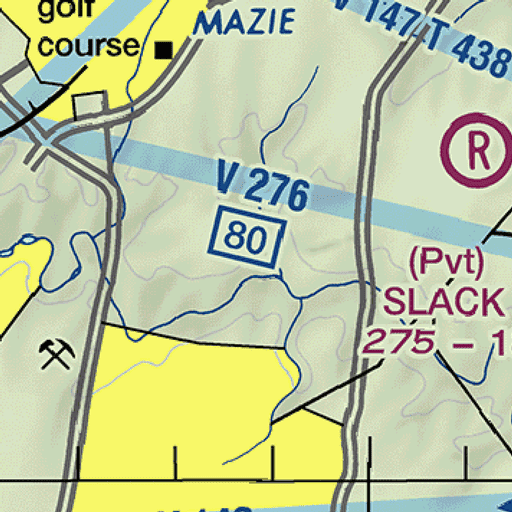 golf
course
MAZIE
V 147-T 438
R
V 276
80
(Pvt)
SLACK
275 – 1